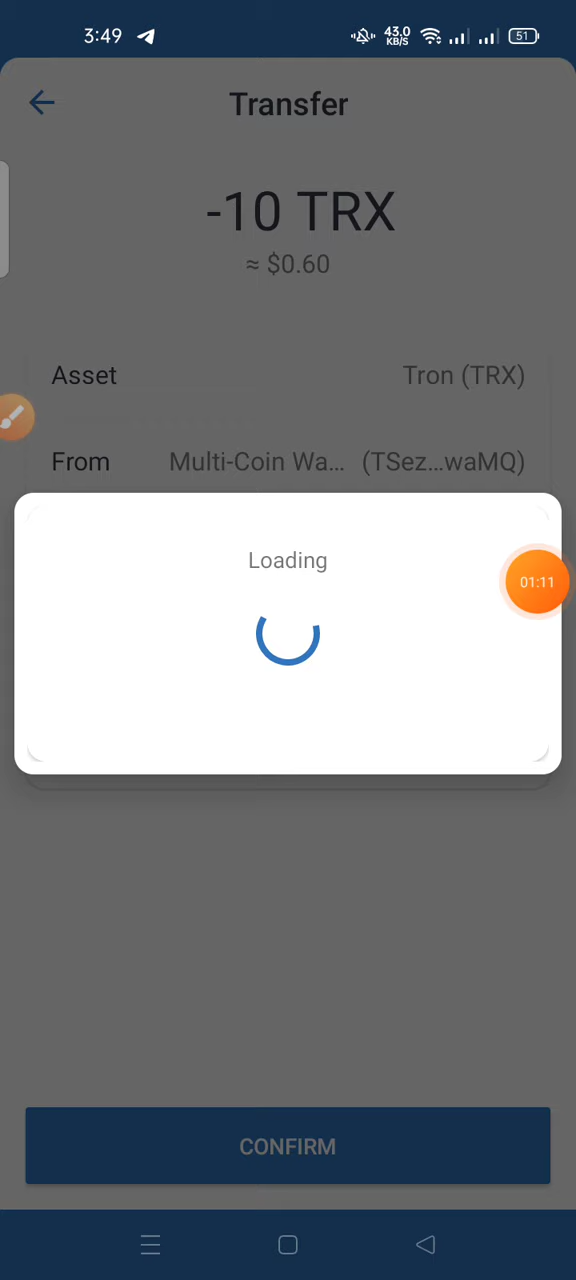 3:49
43.0
KB/S
51
Transfer
-10 TRX
≈ $0.60
Asset Tron (TRX)
From Multi-Coin Wa... (TSez...waMQ)
Loading
01:11
CONFIRM